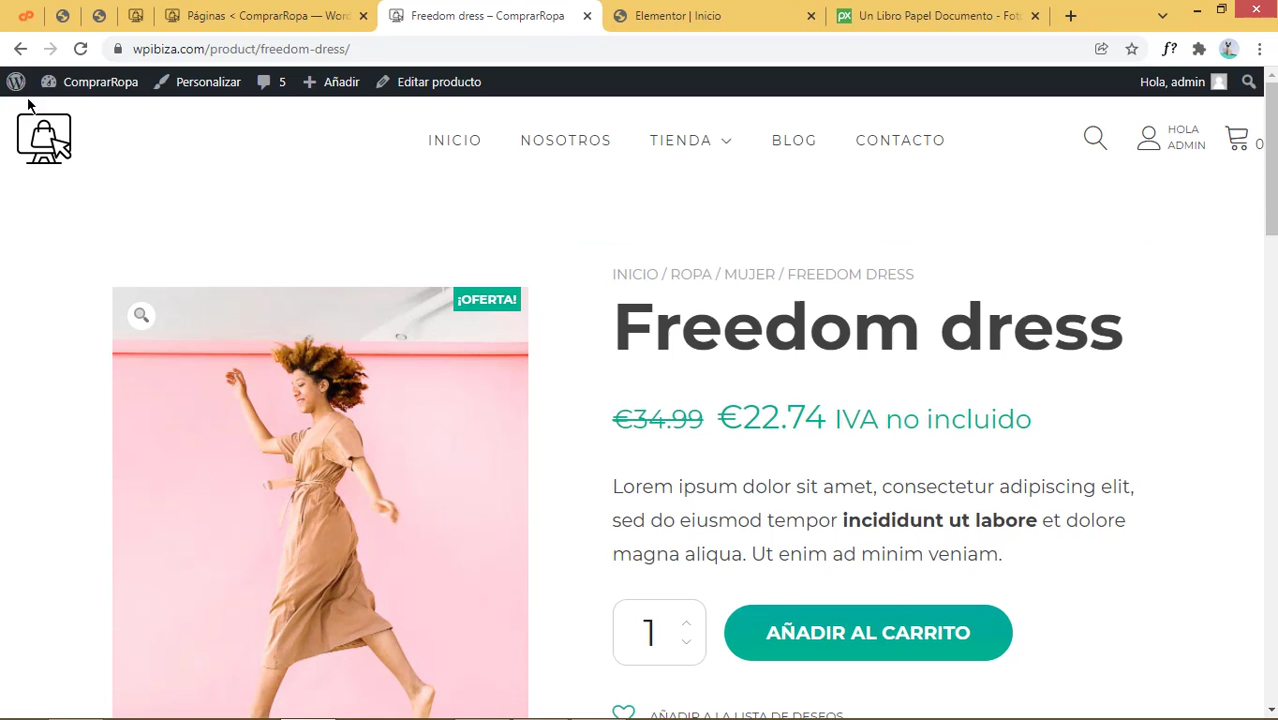 Páginas < ComprarRopa — Word
Freedom dress – ComprarRopa
Elementor | Inicio
Un Libro Papel Documento - Fot
wpibiza.com/product/freedom-dress/
ComprarRopa
Personalizar
5
Añadir
Editar producto
Hola, admin
INICIO
NOSOTROS
TIENDA
BLOG
CONTACTO
HOLA
ADMIN
0
INICIO / ROPA / MUJER / FREEDOM DRESS
¡OFERTA!
Freedom dress
€34.99 €22.74 IVA no incluido
Lorem ipsum dolor sit amet, consectetur adipiscing elit,
sed do eiusmod tempor incididunt ut labore et dolore
magna aliqua. Ut enim ad minim veniam.
1
AÑADIR AL CARRITO
AÑADIR A LA LISTA DE DESEOS